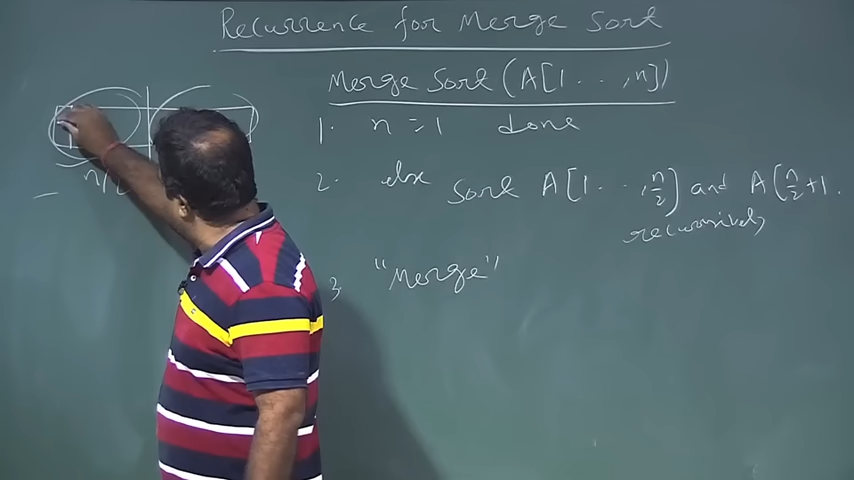 Recurrence for Merge Sort
Merge Sort (A[1 . . , n])
1. n = 1 done
2. else Sort A[1 . . , n/2] and A[n/2 + 1 .
recursively
3. "Merge"
n/